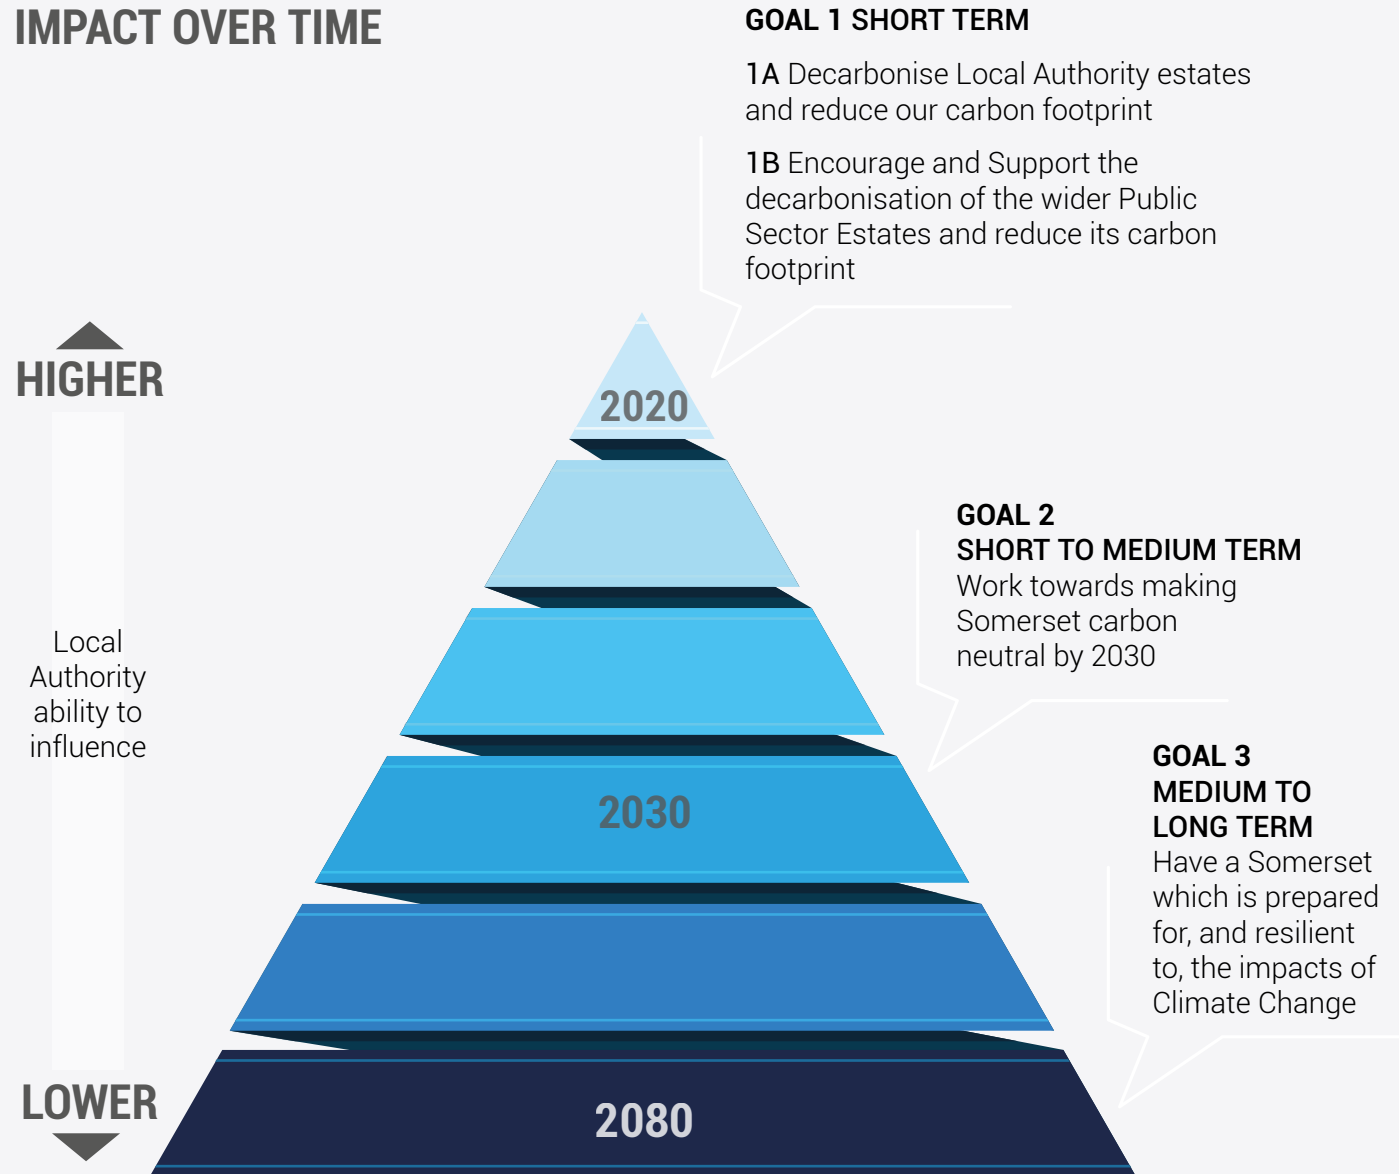 IMPACT OVER TIME
GOAL 1 SHORT TERM
1A Decarbonise Local Authority estates
and reduce our carbon footprint
1B Encourage and Support the
decarbonisation of the wider Public
Sector Estates and reduce its carbon
footprint
HIGHER
2020
GOAL 2
SHORT TO MEDIUM TERM
Work towards making
Somerset carbon
neutral by 2030
Local
Authority
ability to
influence
2030
GOAL 3
MEDIUM TO
LONG TERM
Have a Somerset
which is prepared
for, and resilient
to, the impacts of
Climate Change
LOWER
2080